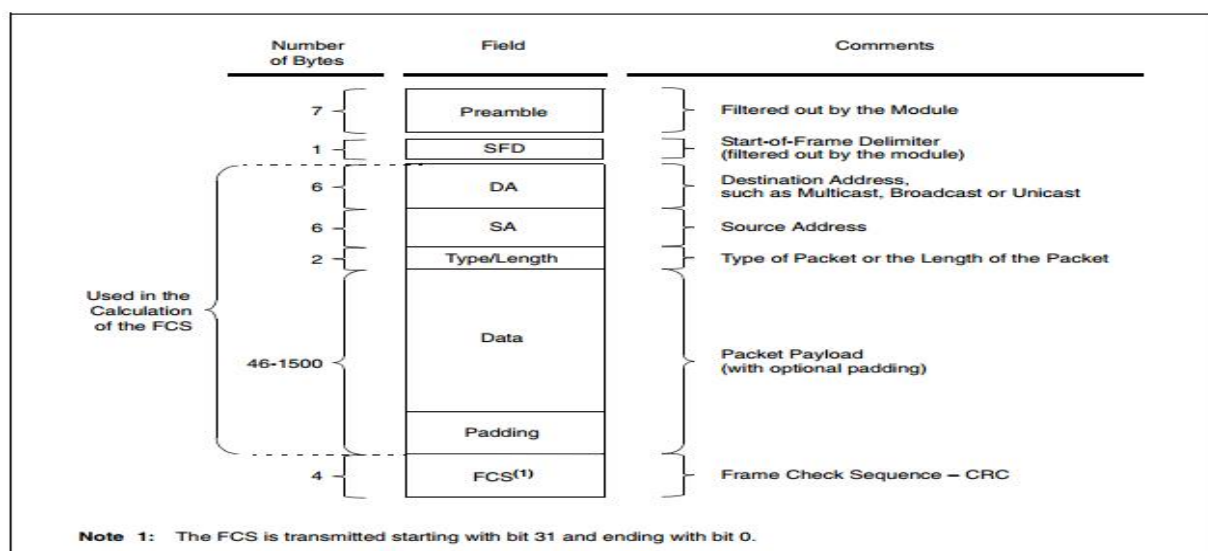 Number of Bytes
Field
Comments
7
Preamble
Filtered out by the Module
1
SFD
Start-of-Frame Delimiter
(filtered out by the module)
6
DA
Destination Address,
such as Multicast, Broadcast or Unicast
6
SA
Source Address
2
Type/Length
Type of Packet or the Length of the Packet
Used in the
Calculation
of the FCS
46-1500
Data
Packet Payload
(with optional padding)
Padding
4
FCS(1)
Frame Check Sequence – CRC
Note 1: The FCS is transmitted starting with bit 31 and ending with bit 0.